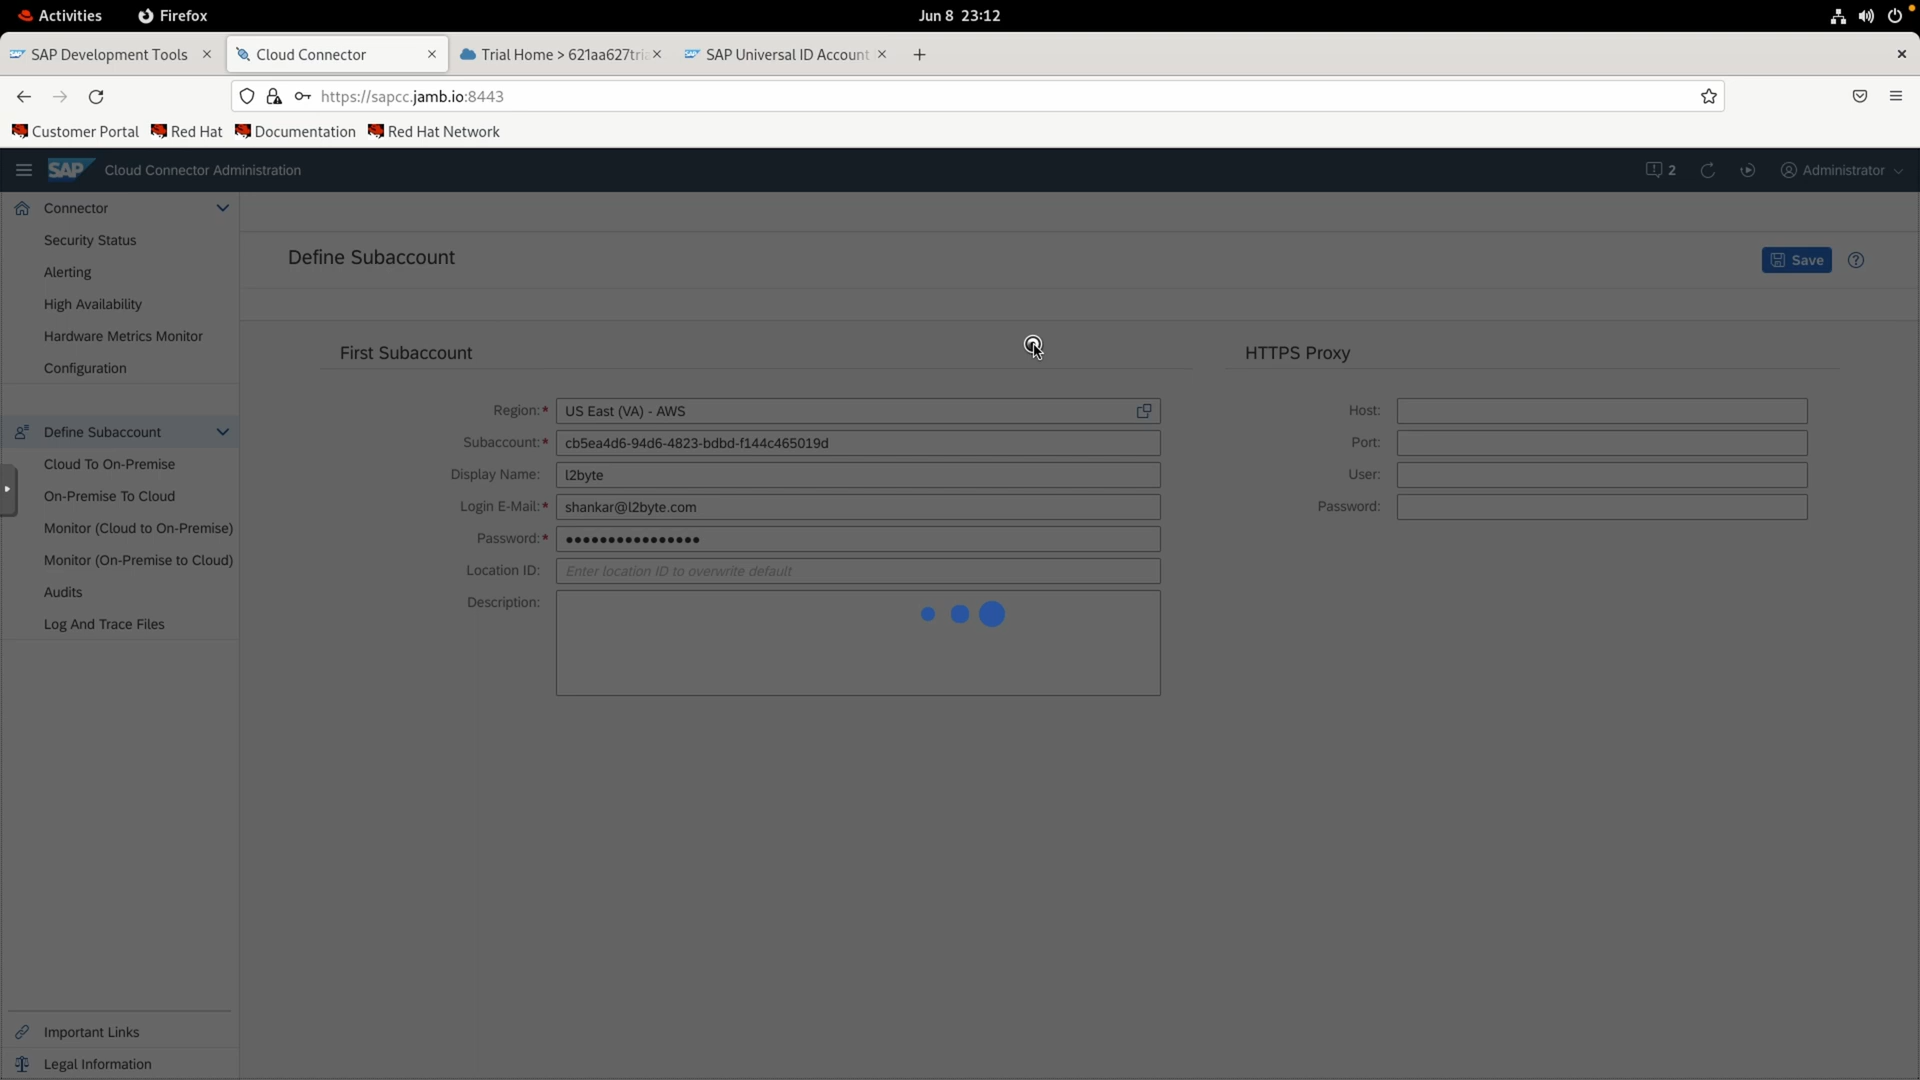 Activities
Firefox
Jun 8 23:12
SAP Development Tools
Cloud Connector
Trial Home > 621aa627tri
SAP Universil ID Account
https://sapcc.jamb.io:8443
Customer Portal
Red Hat
Documentation
Red Hat Network
SAP
Cloud Connector Administration
2
Administrator
Connector
Security Status
Alerting
High Availability
Hardware Metrics Monitor
Configuration
Define Subaccount
Cloud To On-Premise
On-Premise To Cloud
Monitor (Cloud to On-Premise)
Monitor (On-Premise to Cloud)
Audits
Log And Trace Files
Important Links
Legal Information
Define Subaccount
Save
First Subaccount
Region:* US East (VA) - AWS
Subaccount:* cb5ea4d6-94d6-4823-bdbd-f144c465019d
Display Name: l2byte
Login E-Mail:* shankar@l2byte.com
Password:* ●●●●●●●●●●●●●●●●
Location ID: Enter location ID to overwrite default
Description:
HTTPS Proxy
Host:
Port:
User:
Password: